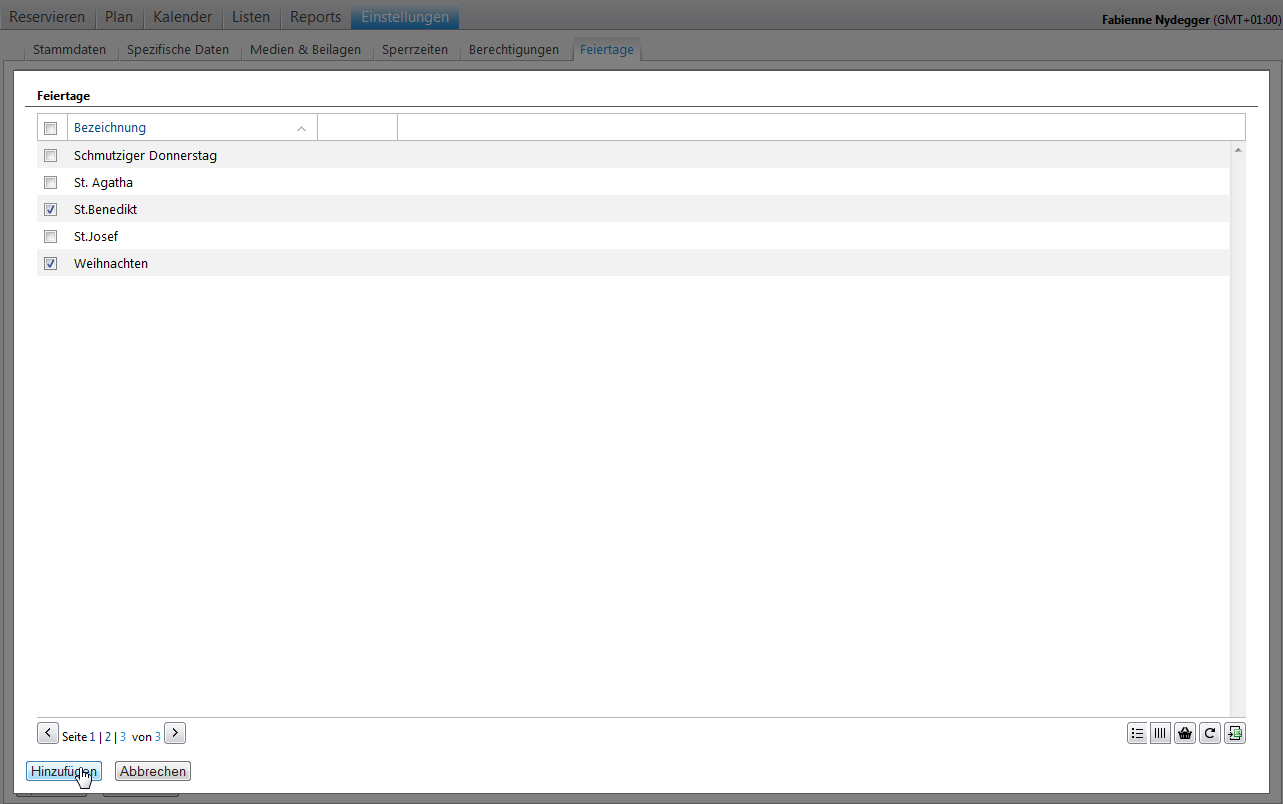 Reservieren Plan Kalender Listen Reports Einstellungen
Fabienne Nydegger (GMT+01:00)
Stammdaten Spezifische Daten Medien & Beilagen Sperrzeiten Berechtigungen Feiertage
Feiertage
Bezeichnung
Schmutziger Donnerstag
St. Agatha
St.Benedikt
St.Josef
Weihnachten
Seite 1 | 2 | 3 von 3
Hinzufügen Abbrechen